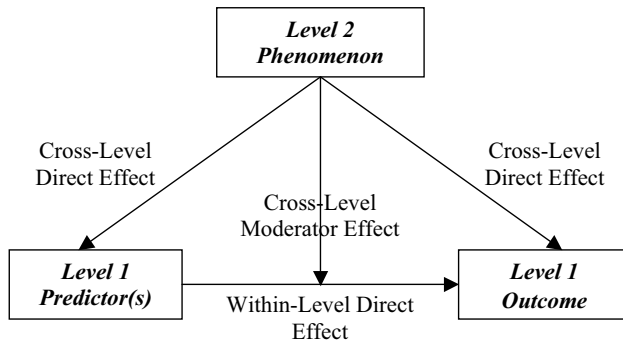 Level 2
Phenomenon
Cross-Level
Direct Effect
Cross-Level
Direct Effect
Cross-Level
Moderator Effect
Level 1
Predictor(s)
Level 1
Outcome
Within-Level Direct
Effect